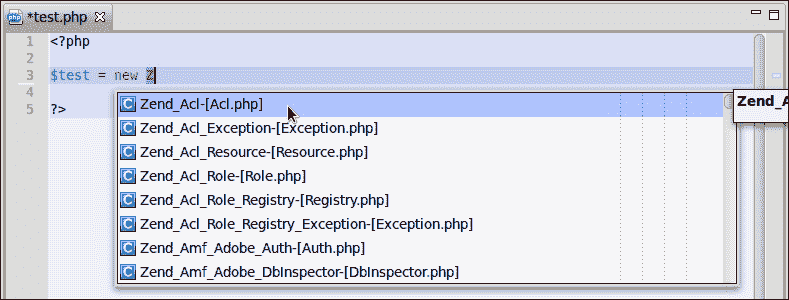 *test.php
1 <?php
2
3 $test = new Z
4
5 ?>
Zend_Acl-[Acl.php]
Zend_Acl_Exception-[Exception.php]
Zend_Acl_Resource-[Resource.php]
Zend_Acl_Role-[Role.php]
Zend_Acl_Role_Registry-[Registry.php]
Zend_Acl_Role_Registry_Exception-[Exception.php]
Zend_Amf_Adobe_Auth-[Auth.php]
Zend_Amf_Adobe_DbInspector-[DbInspector.php]
Zend_A